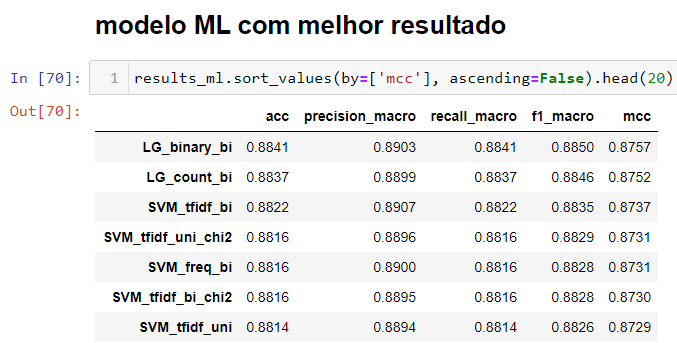 modelo ML com melhor resultado
In [70]: 1 results_ml.sort_values(by=['mcc'], ascending=False).head(20)
Out[70]:
acc precision_macro recall_macro f1_macro mcc
LG_binary_bi 0.8841 0.8903 0.8841 0.8850 0.8757
LG_count_bi 0.8837 0.8899 0.8837 0.8846 0.8752
SVM_tfidf_bi 0.8822 0.8907 0.8822 0.8835 0.8737
SVM_tfidf_uni_chi2 0.8816 0.8896 0.8816 0.8829 0.8731
SVM_freq_bi 0.8816 0.8900 0.8816 0.8828 0.8731
SVM_tfidf_bi_chi2 0.8816 0.8895 0.8816 0.8828 0.8730
SVM_tfidf_uni 0.8814 0.8894 0.8814 0.8826 0.8729